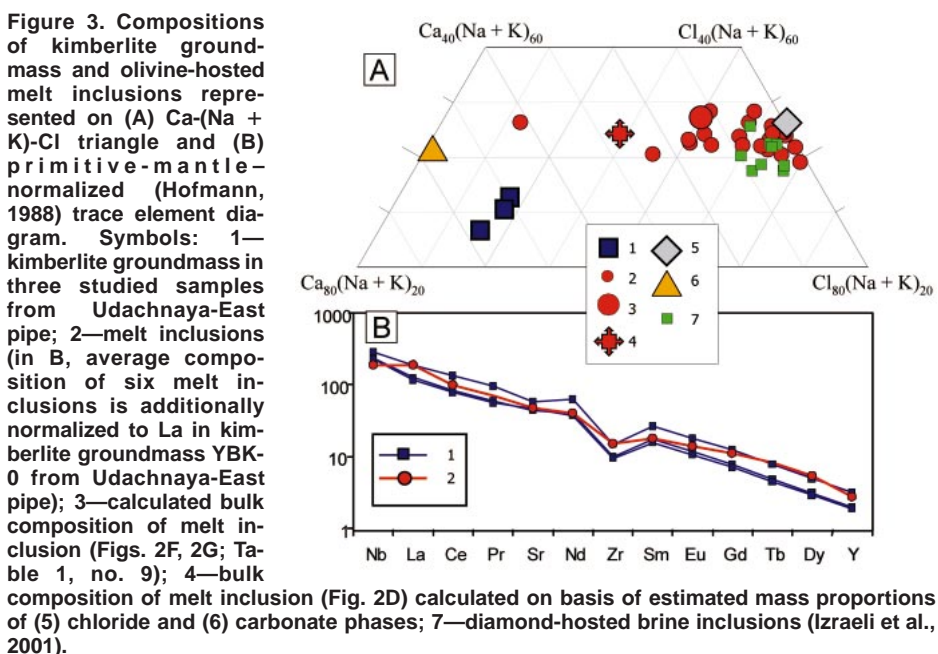 Figure 3. Compositions
of kimberlite ground-
mass and olivine-hosted
melt inclusions repre-
sented on (A) Ca-(Na +
K)-Cl triangle and (B)
primitive-mantle–
normalized (Hofmann,
1988) trace element dia-
gram. Symbols: 1—
kimberlite groundmass in
three studied samples
from Udachnaya-East
pipe; 2—melt inclusions
(in B, average compo-
sition of six melt in-
clusions is additionally
normalized to La in kim-
berlite groundmass YBK-
0 from Udachnaya-East
pipe); 3—calculated bulk
composition of melt in-
clusion (Figs. 2F, 2G; Ta-
ble 1, no. 9); 4—bulk
composition of melt inclusion (Fig. 2D) calculated on basis of estimated mass proportions
of (5) chloride and (6) carbonate phases; 7—diamond-hosted brine inclusions (Izraeli et al.,
2001).
Ca40(Na + K)60
Cl40(Na + K)60
A
Ca80(Na + K)20
Cl80(Na + K)20
1
2
3
4
5
6
7
B
1000
100
10
1
1
2
Nb La Ce Pr Sr Nd Zr Sm Eu Gd Tb Dy Y